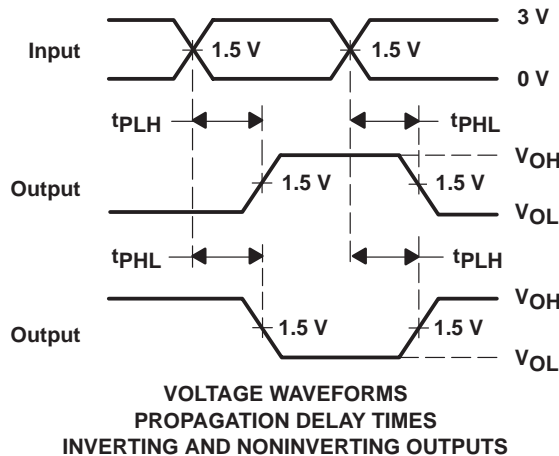 3 V
Input
1.5 V
1.5 V
0 V
tPLH
tPHL
VOH
Output
1.5 V
1.5 V
VOL
tPHL
tPLH
VOH
Output
1.5 V
1.5 V
VOL
VOLTAGE WAVEFORMS
PROPAGATION DELAY TIMES
INVERTING AND NONINVERTING OUTPUTS